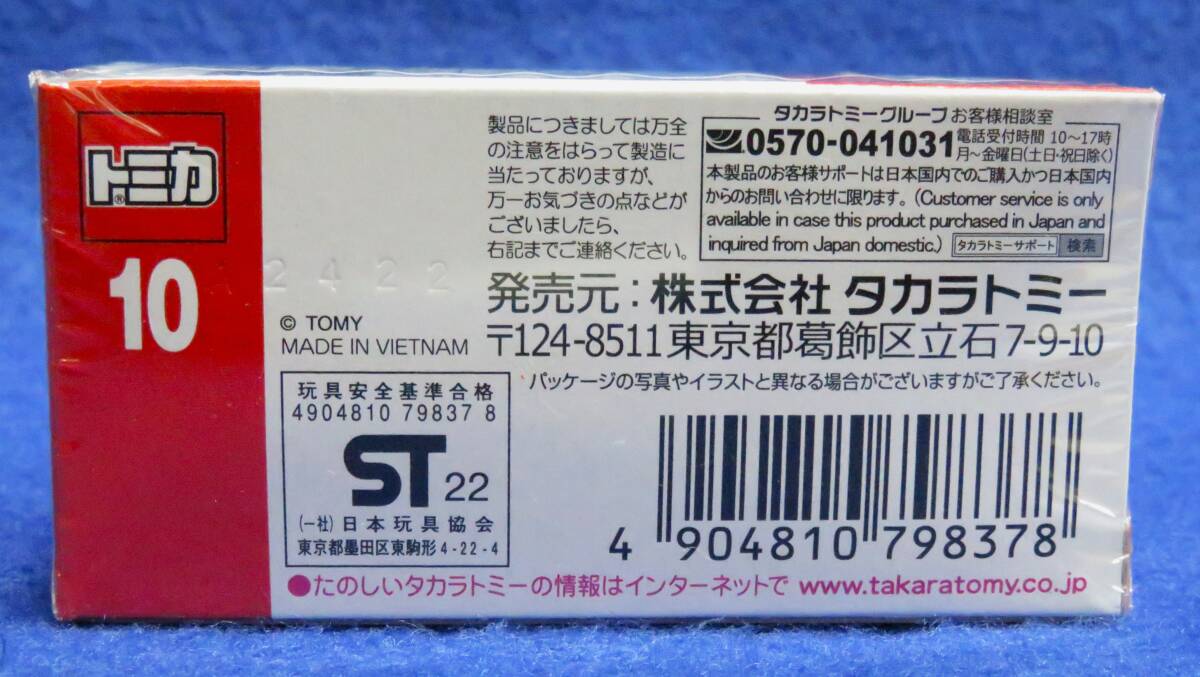 トミカ®
10
製品につきましては万全
の注意をはらって製造に
当たっておりますが、
万一お気づきの点などが
ございましたら、
右記までご連絡ください。
タカラトミーグループ お客様相談室
0570-041031 電話受付時間 10～17時
月～金曜日(土日・祝日除く)
本製品のお客様サポートは日本国内でのご購入かつ日本国内
からのお問い合わせに限ります。(Customer service is only
available in case this product purchased in Japan and
inquired from Japan domestic.) タカラトミーサポート 検索
2422
© TOMY
MADE IN VIETNAM
発売元：株式会社 タカラトミー
〒124-8511 東京都葛飾区立石7-9-10
パッケージの写真やイラストと異なる場合がございますがご了承ください。
玩具安全基準合格
4904810 79837 8
ST 22
(一社)日本玩具協会
東京都墨田区東駒形4-22-4
4 904810 798378
●たのしいタカラトミーの情報はインターネットで www.takaratomy.co.jp